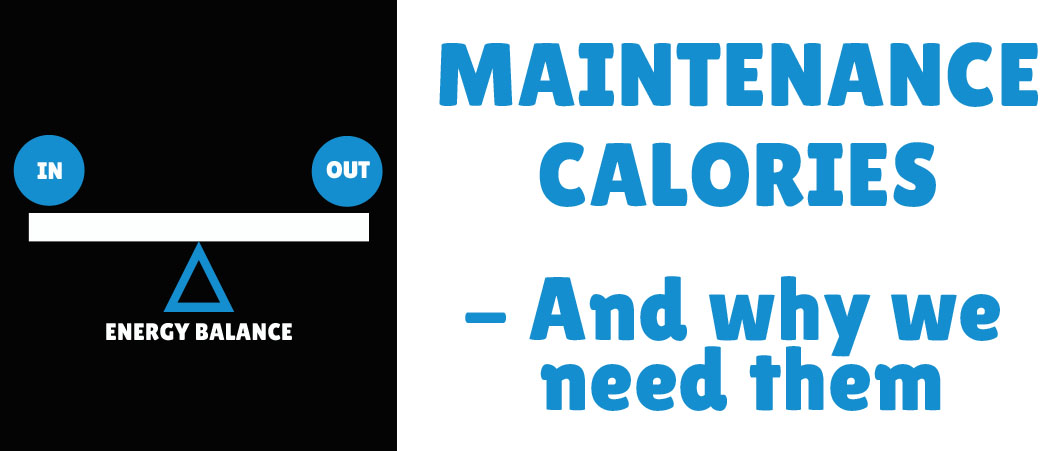 IN
OUT
ENERGY BALANCE
MAINTENANCE
CALORIES
– And why we
need them